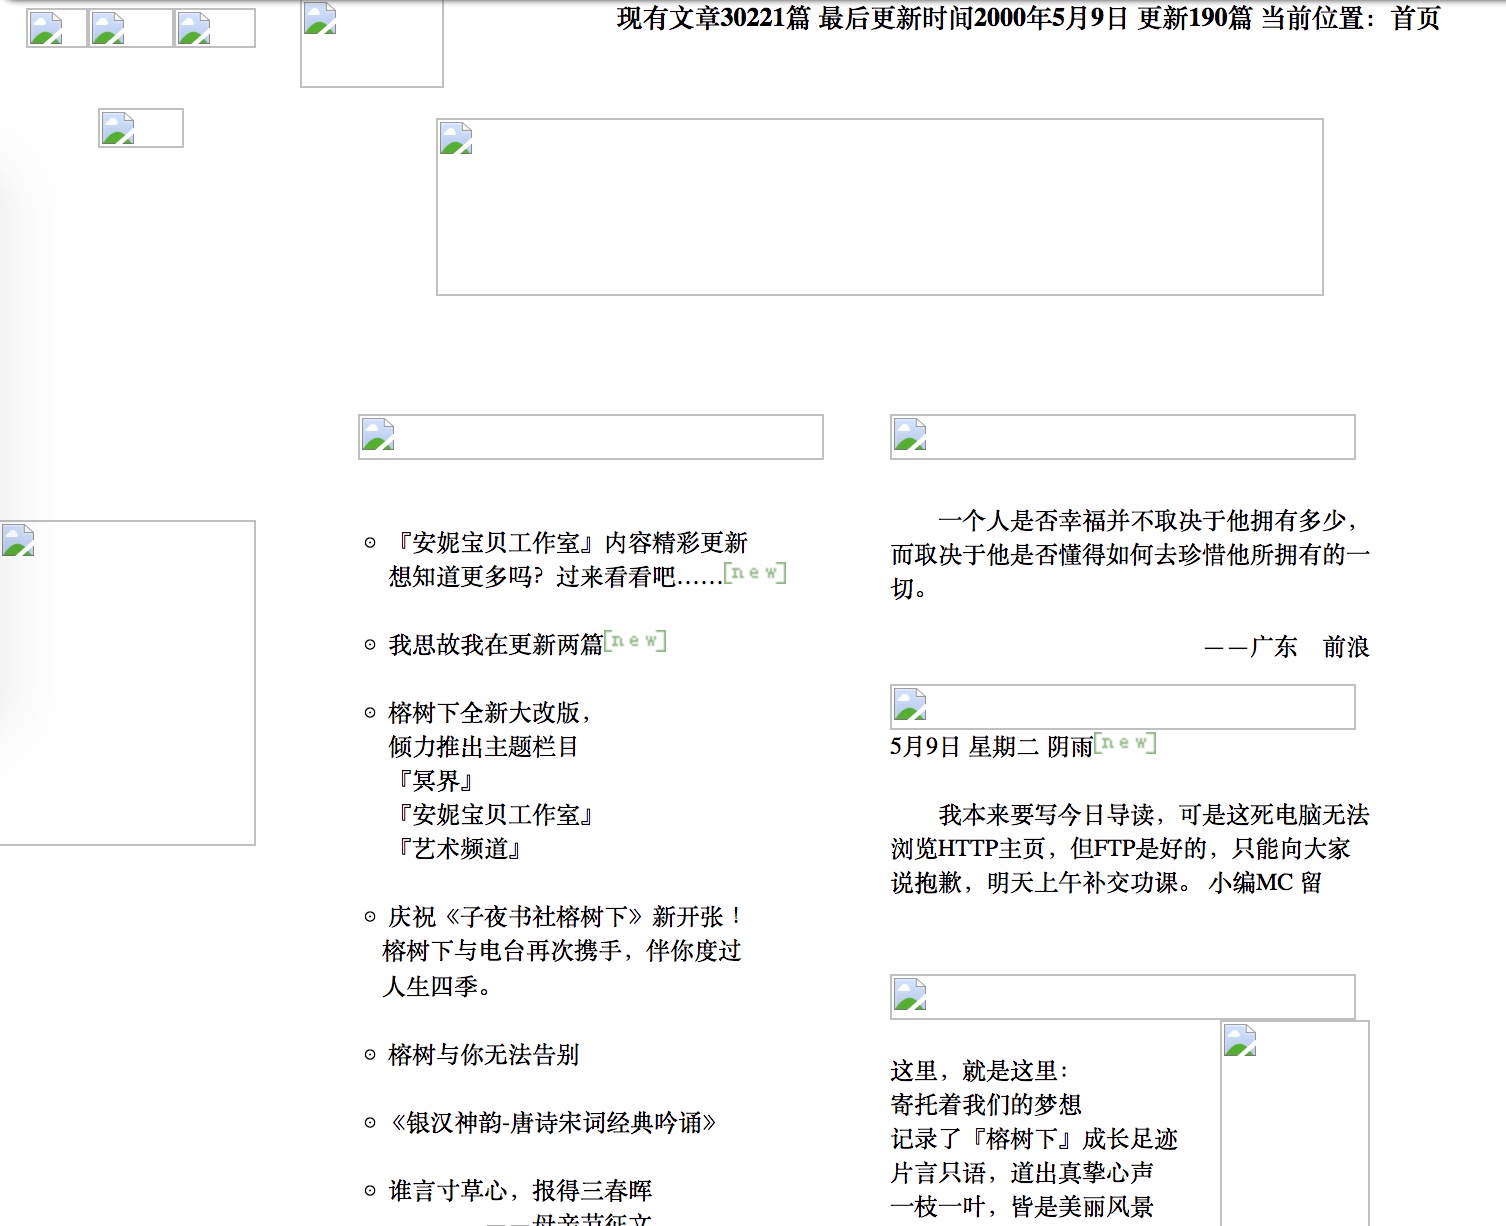 现有文章30221篇 最后更新时间2000年5月9日 更新190篇 当前位置：首页
⊙ 『安妮宝贝工作室』内容精彩更新
想知道更多吗？过来看看吧……[new]
⊙ 我思故我在更新两篇[new]
⊙ 榕树下全新大改版，
倾力推出主题栏目
『冥界』
『安妮宝贝工作室』
『艺术频道』
⊙ 庆祝《子夜书社榕树下》新开张！
榕树下与电台再次携手，伴你度过
人生四季。
⊙ 榕树与你无法告别
⊙《银汉神韵-唐诗宋词经典吟诵》
⊙ 谁言寸草心，报得三春晖
——母亲节征文
一个人是否幸福并不取决于他拥有多少，
而取决于他是否懂得如何去珍惜他所拥有的一
切。
——广东　前浪
5月9日 星期二 阴雨[new]
我本来要写今日导读，可是这死电脑无法
浏览HTTP主页，但FTP是好的，只能向大家
说抱歉，明天上午补交功课。 小编MC 留
这里，就是这里：
寄托着我们的梦想
记录了『榕树下』成长足迹
片言只语，道出真挚心声
一枝一叶，皆是美丽风景